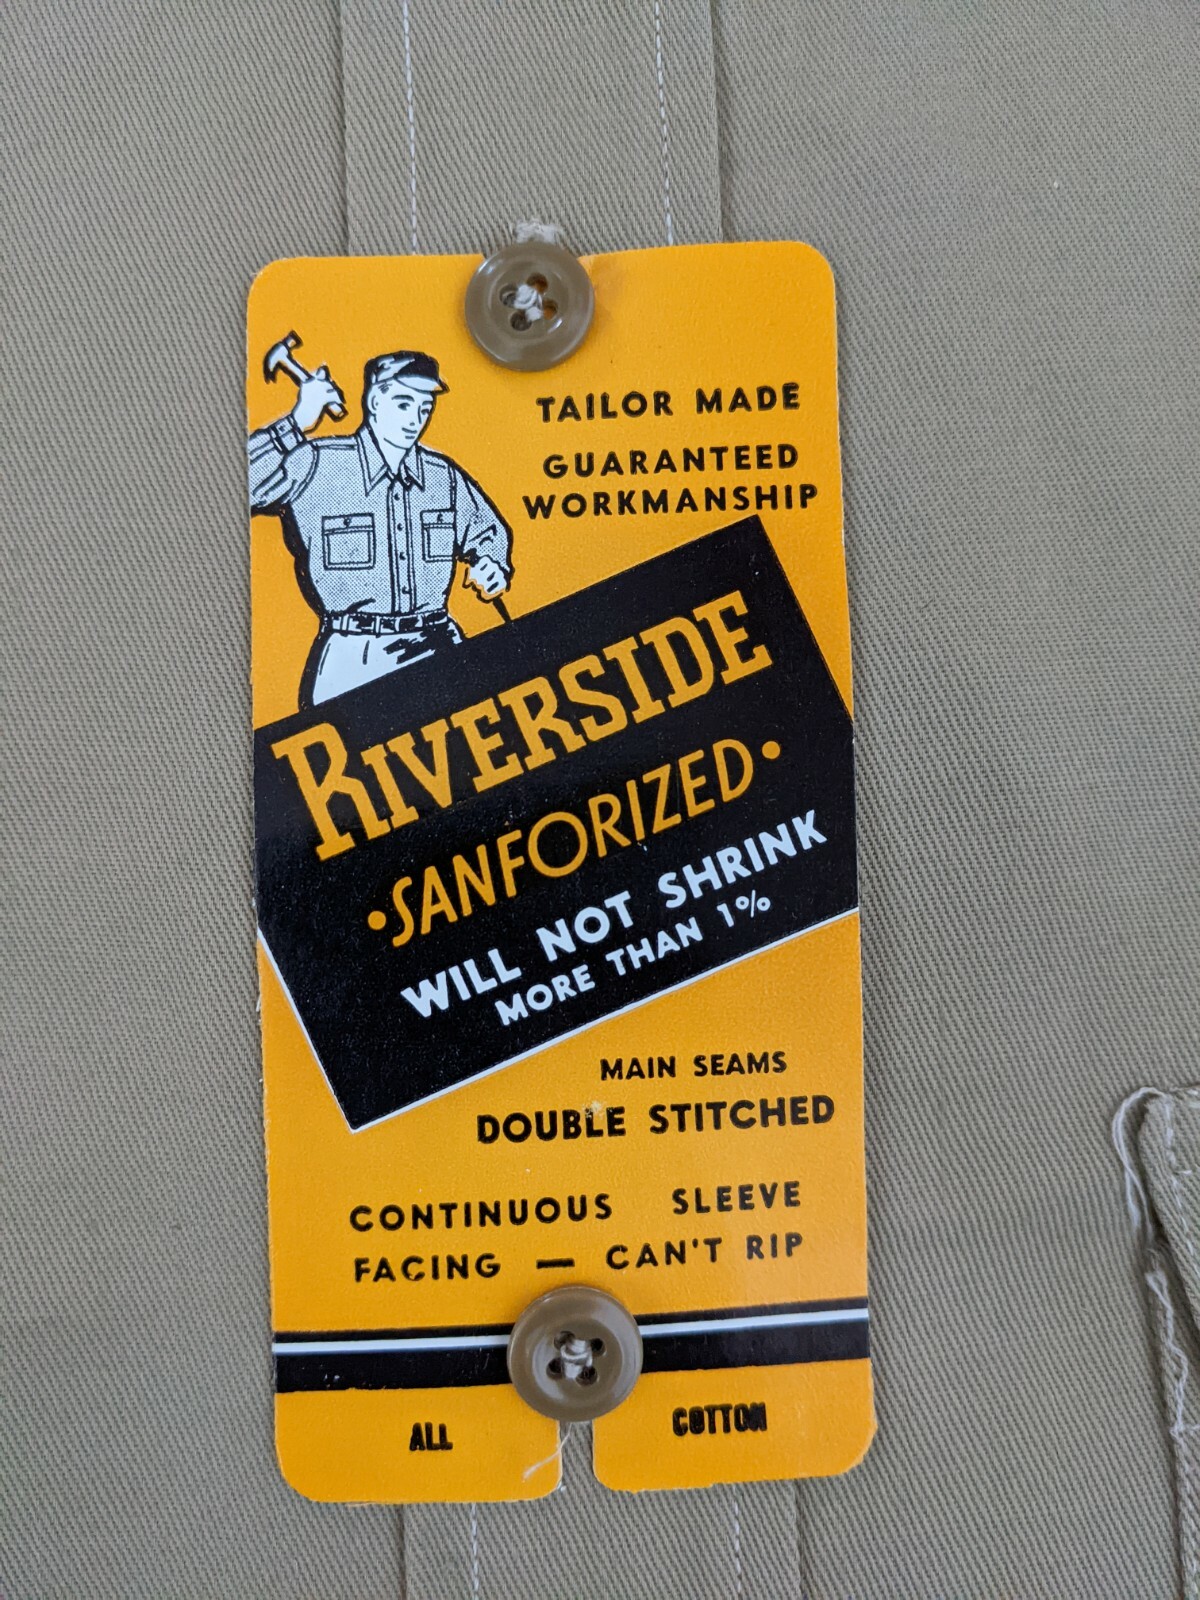 TAILOR MADE
GUARANTEED
WORKMANSHIP
RIVERSIDE
•SANFORIZED•
WILL NOT SHRINK
MORE THAN 1%
MAIN SEAMS
DOUBLE STITCHED
CONTINUOUS SLEEVE
FACING — CAN'T RIP
ALL COTTON